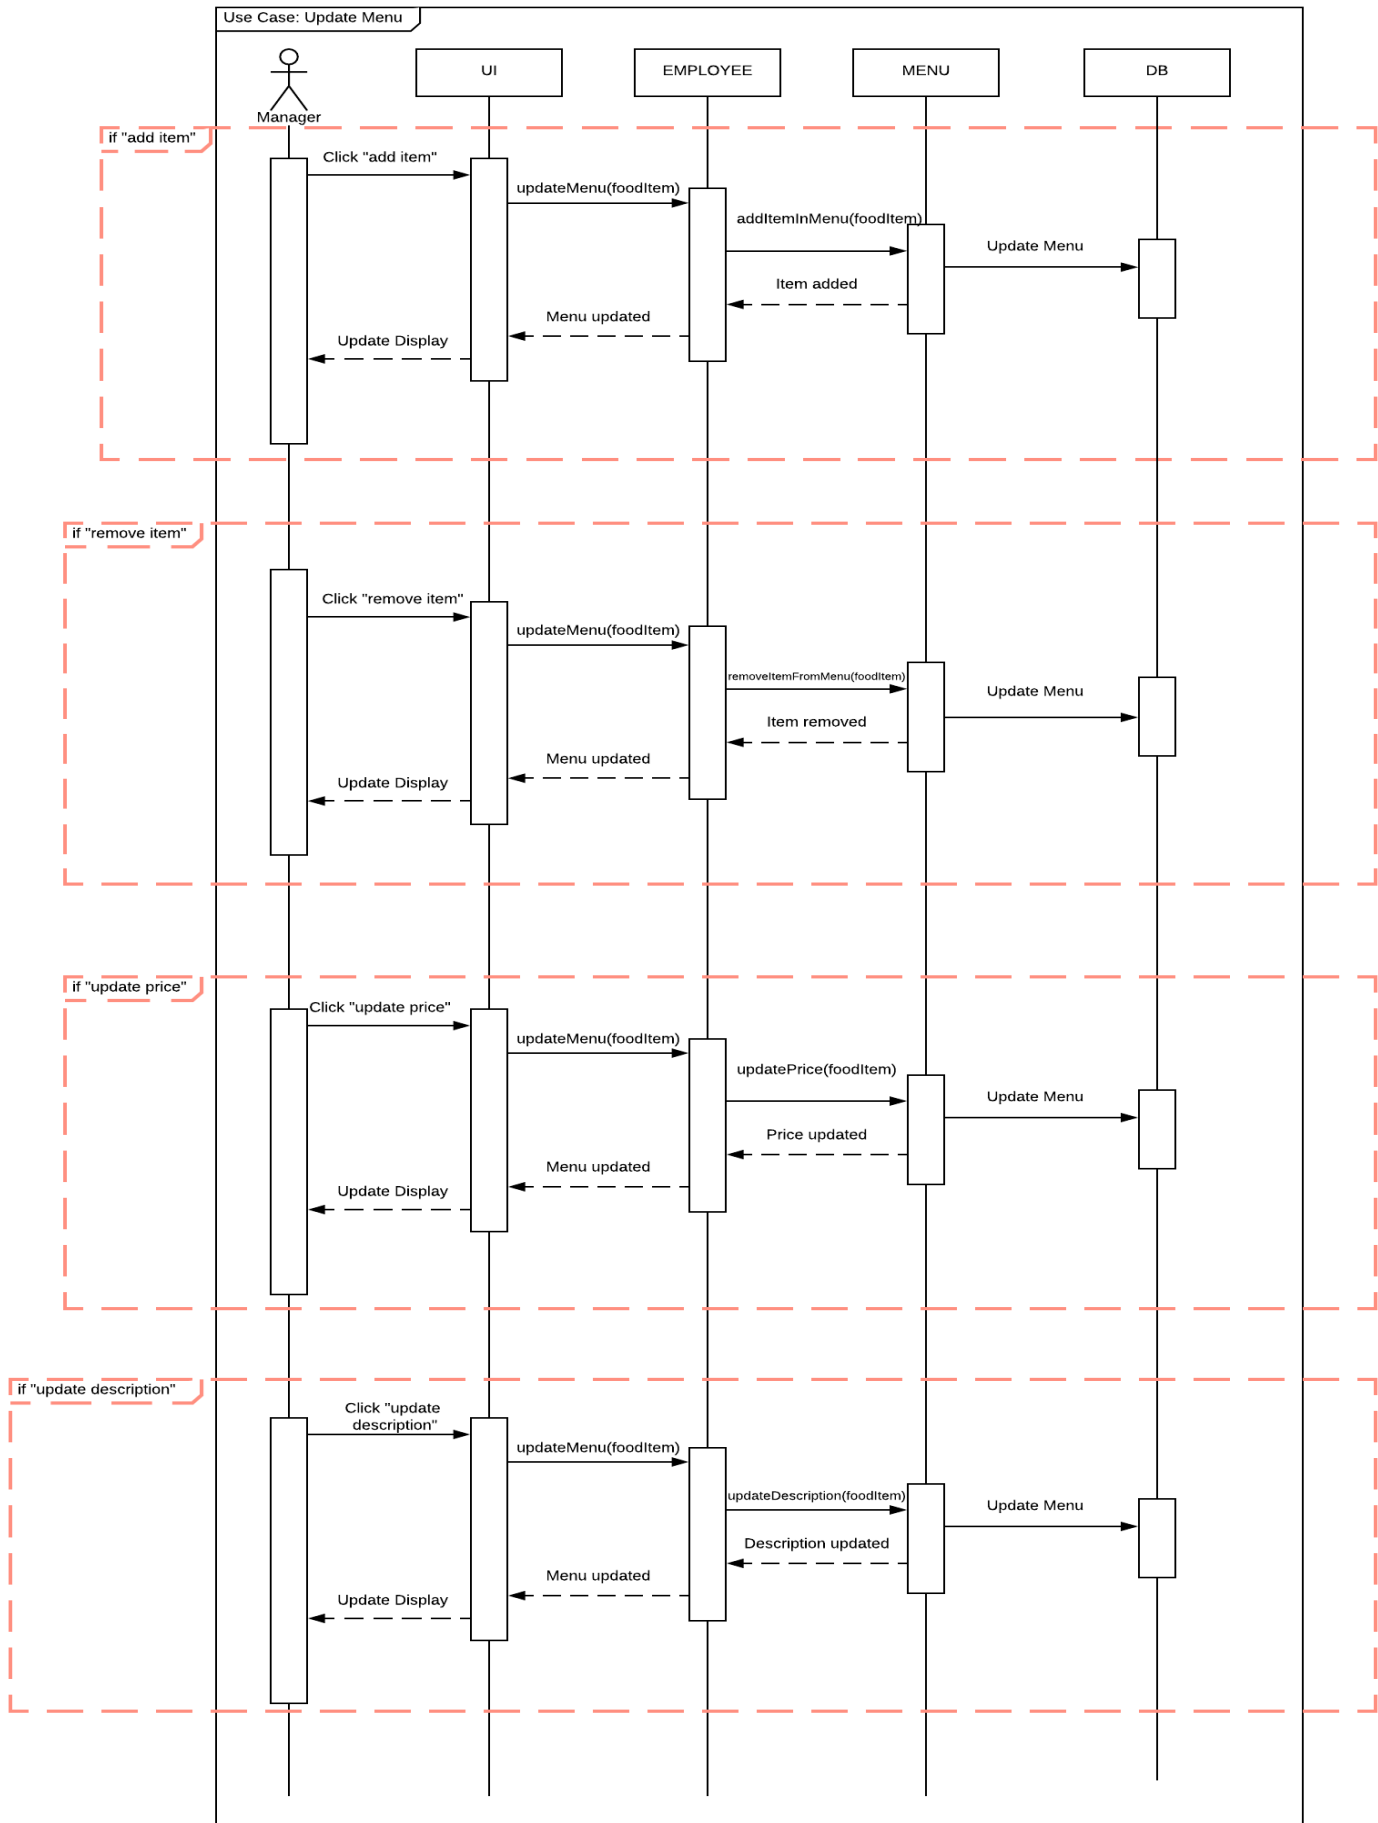 Use Case: Update Menu
Manager
UI
EMPLOYEE
MENU
DB
if "add item"
Click "add item"
updateMenu(foodItem)
addItemInMenu(foodItem)
Update Menu
Item added
Menu updated
Update Display
if "remove item"
Click "remove item"
updateMenu(foodItem)
removeItemFromMenu(foodItem)
Update Menu
Item removed
Menu updated
Update Display
if "update price"
Click "update price"
updateMenu(foodItem)
updatePrice(foodItem)
Update Menu
Price updated
Menu updated
Update Display
if "update description"
Click "update
description"
updateMenu(foodItem)
updateDescription(foodItem)
Update Menu
Description updated
Menu updated
Update Display